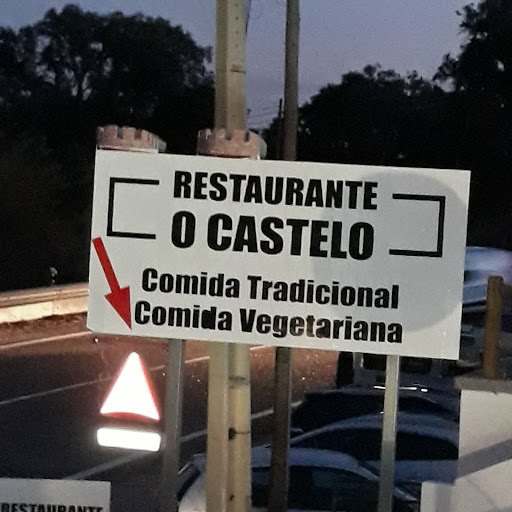 RESTAURANTE
O CASTELO
Comida Tradicional
Comida Vegetariana
RESTAURANTE